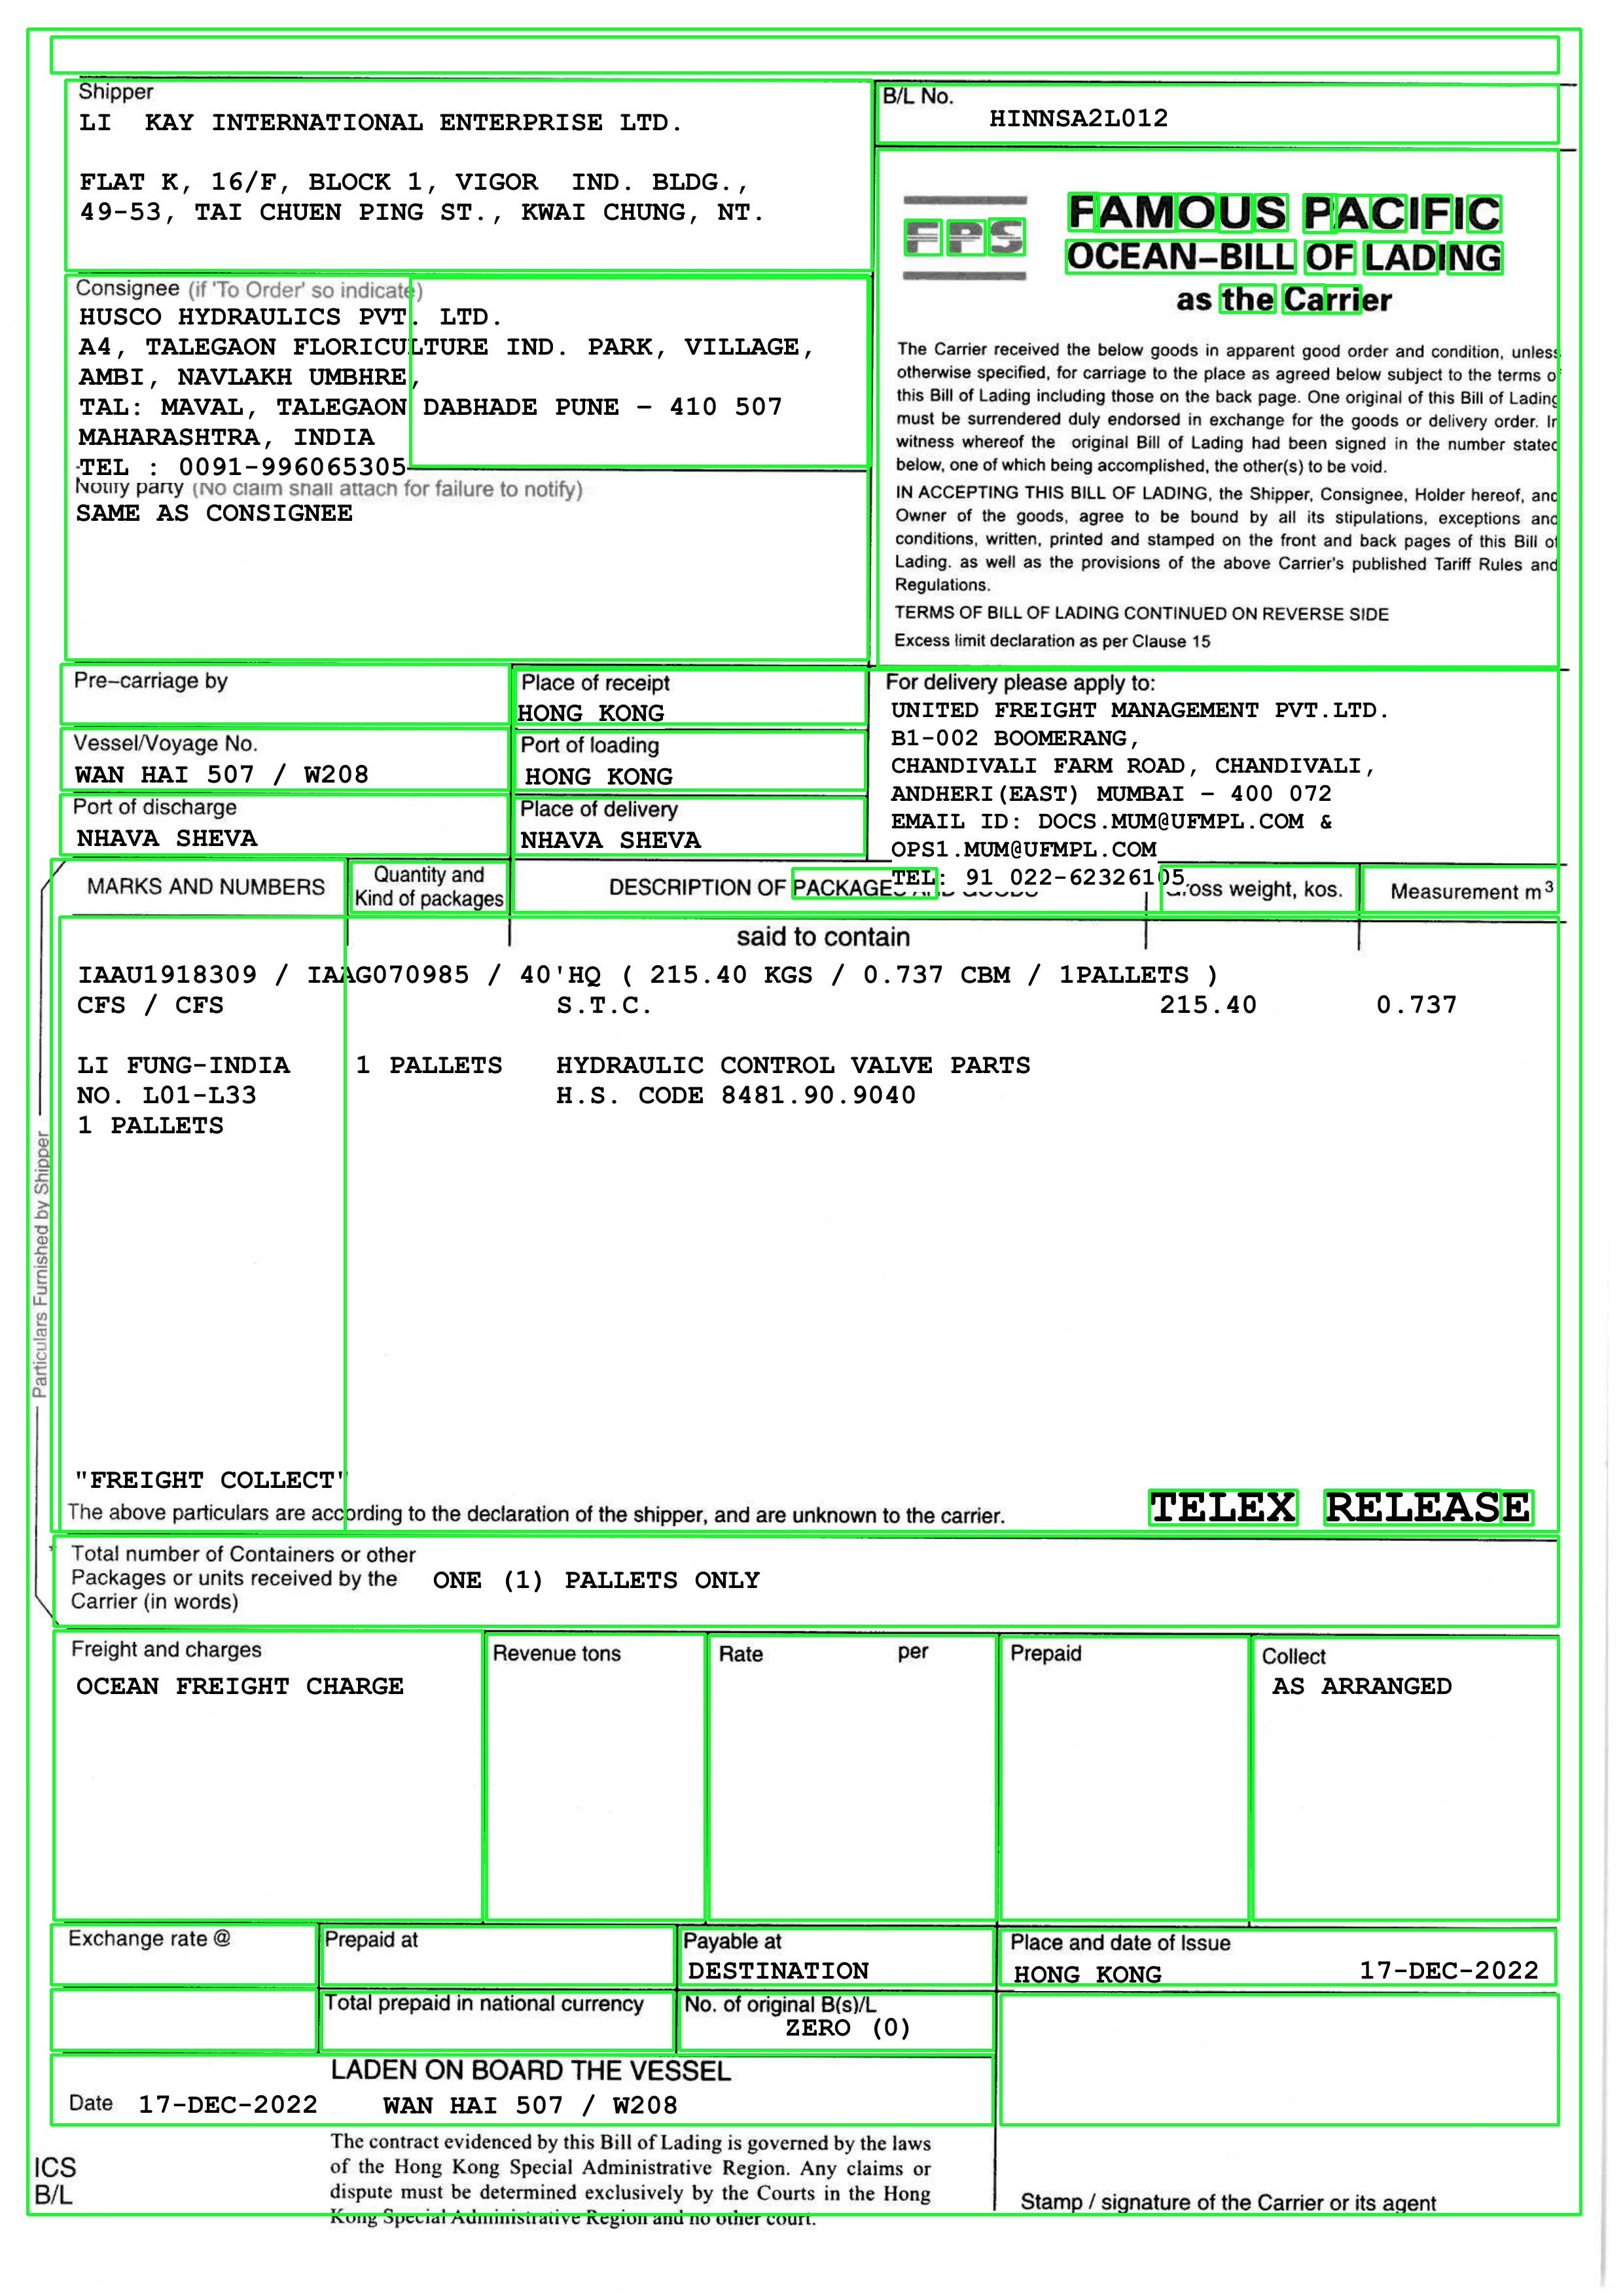 Shipper
LI KAY INTERNATIONAL ENTERPRISE LTD.
FLAT K, 16/F, BLOCK 1, VIGOR IND. BLDG.,
49-53, TAI CHUEN PING ST., KWAI CHUNG, NT.
B/L No.
HINNSA2L012
FPS
FAMOUS PACIFIC
OCEAN-BILL OF LADING
as the Carrier
The Carrier received the below goods in apparent good order and condition, unless
otherwise specified, for carriage to the place as agreed below subject to the terms of
this Bill of Lading including those on the back page. One original of this Bill of Lading
must be surrendered duly endorsed in exchange for the goods or delivery order. In
witness whereof the original Bill of Lading had been signed in the number stated
below, one of which being accomplished, the other(s) to be void.
IN ACCEPTING THIS BILL OF LADING, the Shipper, Consignee, Holder hereof, and
Owner of the goods, agree to be bound by all its stipulations, exceptions and
conditions, written, printed and stamped on the front and back pages of this Bill of
Lading. as well as the provisions of the above Carrier's published Tariff Rules and
Regulations.
TERMS OF BILL OF LADING CONTINUED ON REVERSE SIDE
Excess limit declaration as per Clause 15
Consignee (if 'To Order' so indicate)
HUSCO HYDRAULICS PVT. LTD.
A4, TALEGAON FLORICULTURE IND. PARK, VILLAGE,
AMBI, NAVLAKH UMBHRE,
TAL: MAVAL, TALEGAON DABHADE PUNE - 410 507
MAHARASHTRA, INDIA
TEL : 0091-996065305
Notify party (No claim shall attach for failure to notify)
SAME AS CONSIGNEE
Pre-carriage by
Place of receipt
HONG KONG
Vessel/Voyage No.
WAN HAI 507 / W208
Port of loading
HONG KONG
Port of discharge
NHAVA SHEVA
Place of delivery
NHAVA SHEVA
For delivery please apply to:
UNITED FREIGHT MANAGEMENT PVT.LTD.
B1-002 BOOMERANG,
CHANDIVALI FARM ROAD, CHANDIVALI,
ANDHERI(EAST) MUMBAI - 400 072
EMAIL ID: DOCS.MUM@UFMPL.COM &
OPS1.MUM@UFMPL.COM
TEL: 91 022-62326105
MARKS AND NUMBERS
Quantity and
Kind of packages
DESCRIPTION OF PACKAGES AND GOODS
Gross weight, kos.
Measurement m³
said to contain
IAAU1918309 / IAAG070985 / 40'HQ ( 215.40 KGS / 0.737 CBM / 1PALLETS )
CFS / CFS S.T.C. 215.40 0.737
LI FUNG-INDIA 1 PALLETS HYDRAULIC CONTROL VALVE PARTS
NO. L01-L33 H.S. CODE 8481.90.9040
1 PALLETS
Particulars Furnished by Shipper
"FREIGHT COLLECT"
TELEX RELEASE
The above particulars are according to the declaration of the shipper, and are unknown to the carrier.
Total number of Containers or other
Packages or units received by the
Carrier (in words)
ONE (1) PALLETS ONLY
Freight and charges
OCEAN FREIGHT CHARGE
Revenue tons
Rate per
Prepaid
Collect
AS ARRANGED
Exchange rate @
Prepaid at
Payable at
DESTINATION
Place and date of Issue
HONG KONG 17-DEC-2022
Total prepaid in national currency
No. of original B(s)/L
ZERO (0)
LADEN ON BOARD THE VESSEL
Date 17-DEC-2022 WAN HAI 507 / W208
The contract evidenced by this Bill of Lading is governed by the laws
of the Hong Kong Special Administrative Region. Any claims or
dispute must be determined exclusively by the Courts in the Hong
Kong Special Administrative Region and no other court.
ICS
B/L
Stamp / signature of the Carrier or its agent